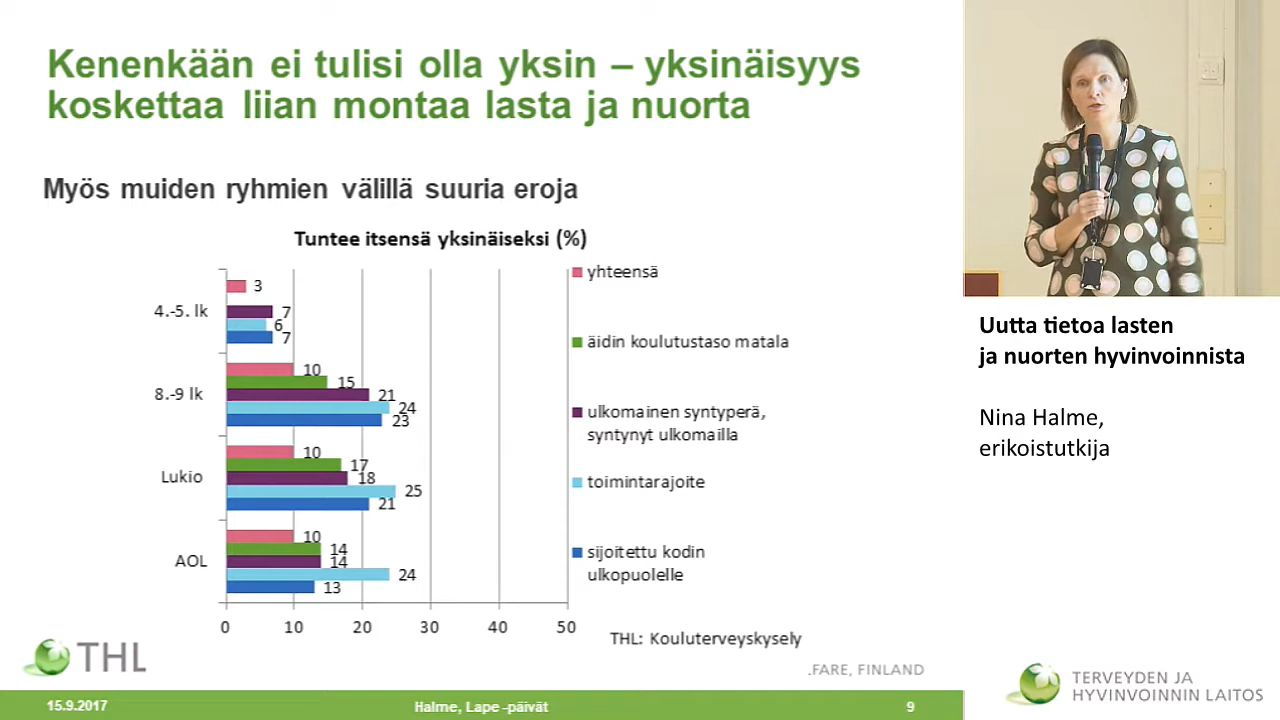 Kenenkään ei tulisi olla yksin – yksinäisyys
koskettaa liian montaa lasta ja nuorta
Myös muiden ryhmien välillä suuria eroja
Tuntee itsensä yksinäiseksi (%)
4.-5. lk
3
7
6
7
8.-9 lk
10
15
21
24
23
Lukio
10
17
18
25
21
AOL
10
14
14
24
13
0 10 20 30 40 50
yhteensä
äidin koulutustaso matala
ulkomainen syntyperä,
syntynyt ulkomailla
toimintarajoite
sijoitettu kodin
ulkopuolelle
THL: Kouluterveyskysely
THL
.FARE, FINLAND
15.9.2017
Halme, Lape -päivät
9
Uutta tietoa lasten
ja nuorten hyvinvoinnista
Nina Halme,
erikoistutkija
TERVEYDEN JA
HYVINVOINNIN LAITOS